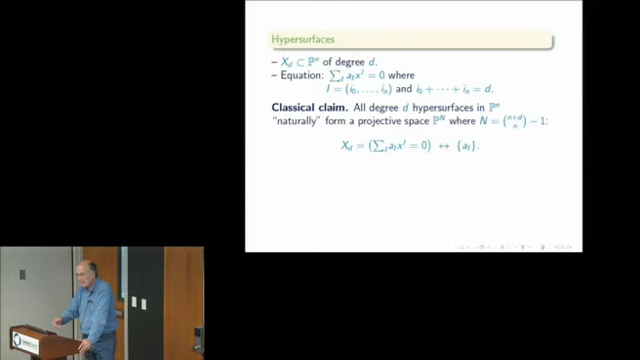 Hypersurfaces
– X_d ⊂ ℙ^n of degree d.
– Equation: ∑_I a_I x^I = 0 where
I = (i_0, . . . , i_n) and i_0 + · · · + i_n = d.
Classical claim. All degree d hypersurfaces in ℙ^n
"naturally" form a projective space ℙ^N where N = (n+d choose n) − 1:
X_d = (∑_I a_I x^I = 0) ↔ {a_I}.